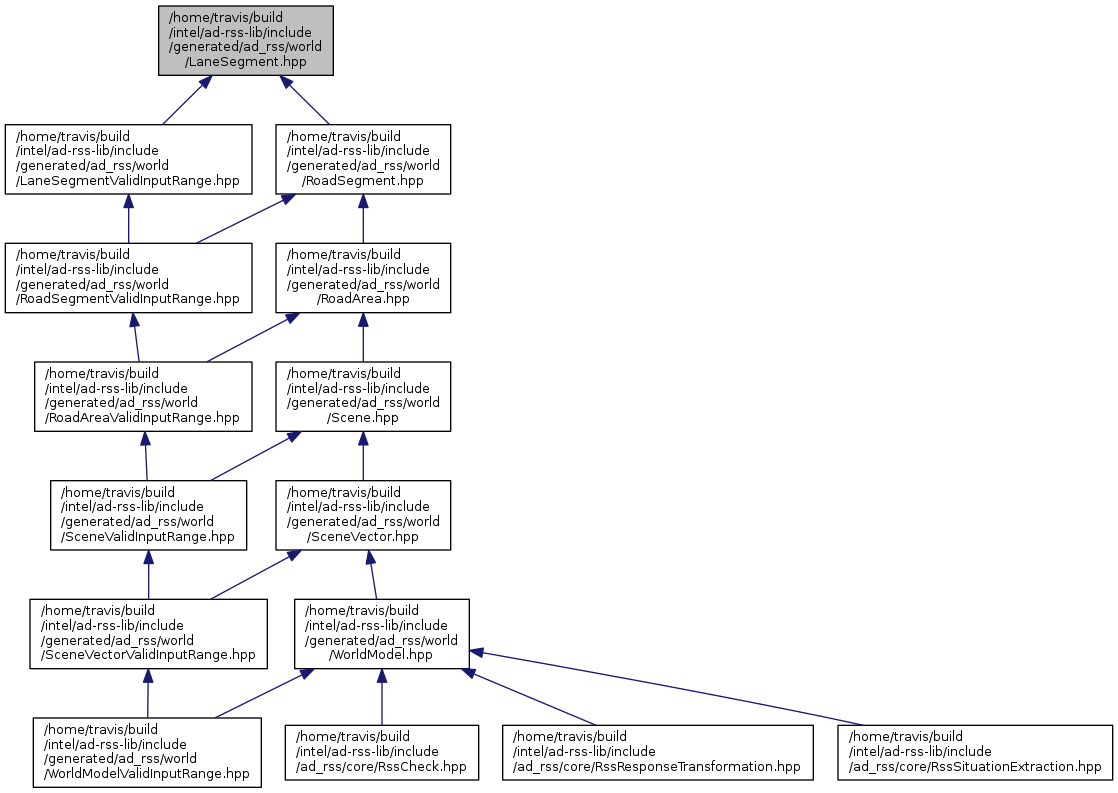 /home/travis/build
/intel/ad-rss-lib/include
/generated/ad_rss/world
/LaneSegment.hpp
/home/travis/build
/intel/ad-rss-lib/include
/generated/ad_rss/world
/LaneSegmentValidInputRange.hpp
/home/travis/build
/intel/ad-rss-lib/include
/generated/ad_rss/world
/RoadSegment.hpp
/home/travis/build
/intel/ad-rss-lib/include
/generated/ad_rss/world
/RoadSegmentValidInputRange.hpp
/home/travis/build
/intel/ad-rss-lib/include
/generated/ad_rss/world
/RoadArea.hpp
/home/travis/build
/intel/ad-rss-lib/include
/generated/ad_rss/world
/RoadAreaValidInputRange.hpp
/home/travis/build
/intel/ad-rss-lib/include
/generated/ad_rss/world
/Scene.hpp
/home/travis/build
/intel/ad-rss-lib/include
/generated/ad_rss/world
/SceneValidInputRange.hpp
/home/travis/build
/intel/ad-rss-lib/include
/generated/ad_rss/world
/SceneVector.hpp
/home/travis/build
/intel/ad-rss-lib/include
/generated/ad_rss/world
/SceneVectorValidInputRange.hpp
/home/travis/build
/intel/ad-rss-lib/include
/generated/ad_rss/world
/WorldModel.hpp
/home/travis/build
/intel/ad-rss-lib/include
/generated/ad_rss/world
/WorldModelValidInputRange.hpp
/home/travis/build
/intel/ad-rss-lib/include
/ad_rss/core/RssCheck.hpp
/home/travis/build
/intel/ad-rss-lib/include
/ad_rss/core/RssResponseTransformation.hpp
/home/travis/build
/intel/ad-rss-lib/include
/ad_rss/core/RssSituationExtraction.hpp